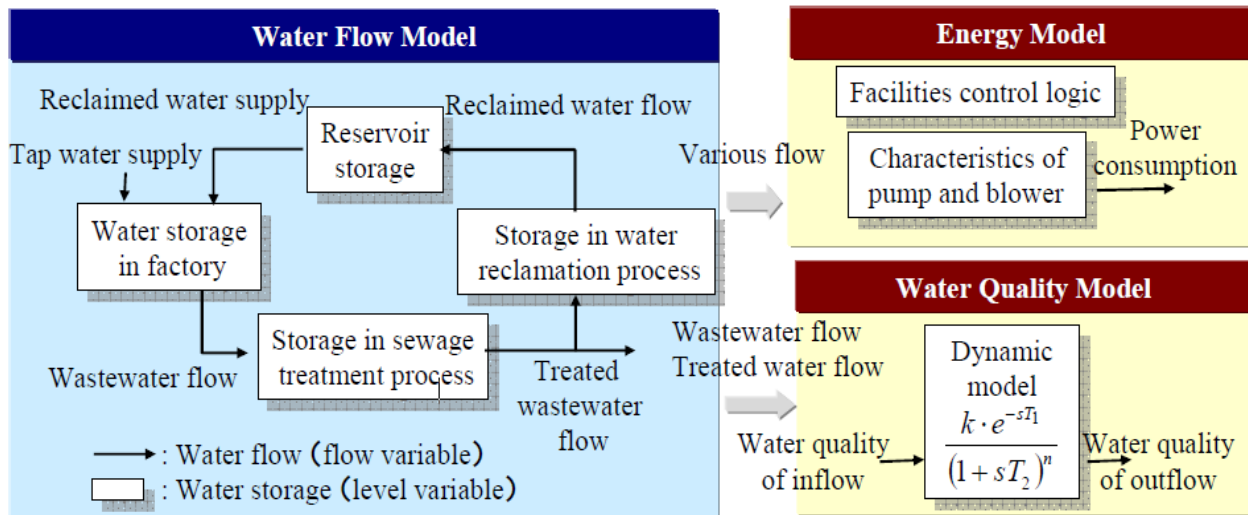 Water Flow Model
Reclaimed water supply
Reclaimed water flow
Reservoir
storage
Tap water supply
Water storage
in factory
Storage in water
reclamation process
Storage in sewage
treatment process
Wastewater flow
Treated
wastewater
flow
: Water flow (flow variable)
: Water storage (level variable)
Various flow
Wastewater flow
Treated water flow
Energy Model
Facilities control logic
Characteristics of
pump and blower
Power
consumption
Water Quality Model
Water quality
of inflow
Dynamic
model
k · e^{-sT_1}
(1 + sT_2)^n
Water quality
of outflow